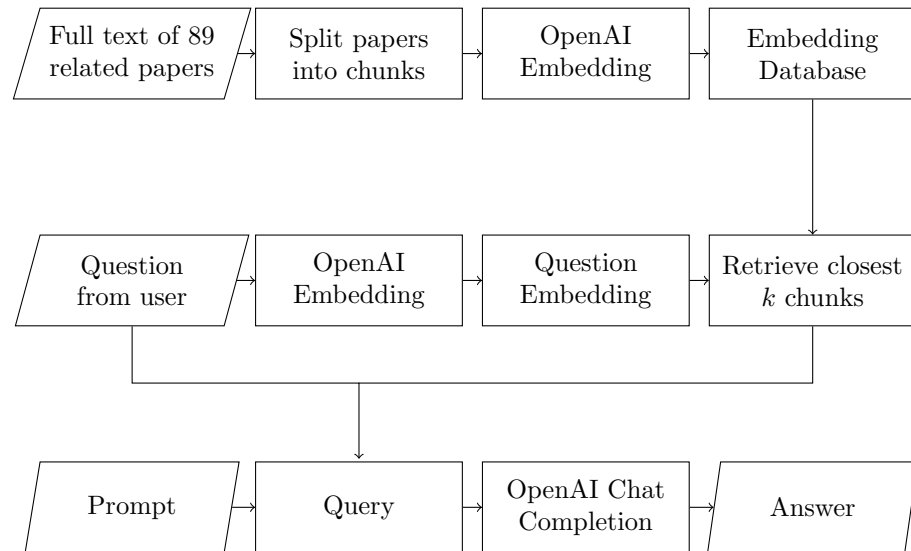 Full text of 89
related papers
Split papers
into chunks
OpenAI
Embedding
Embedding
Database
Question
from user
OpenAI
Embedding
Question
Embedding
Retrieve closest
k chunks
Prompt
Query
OpenAI Chat
Completion
Answer